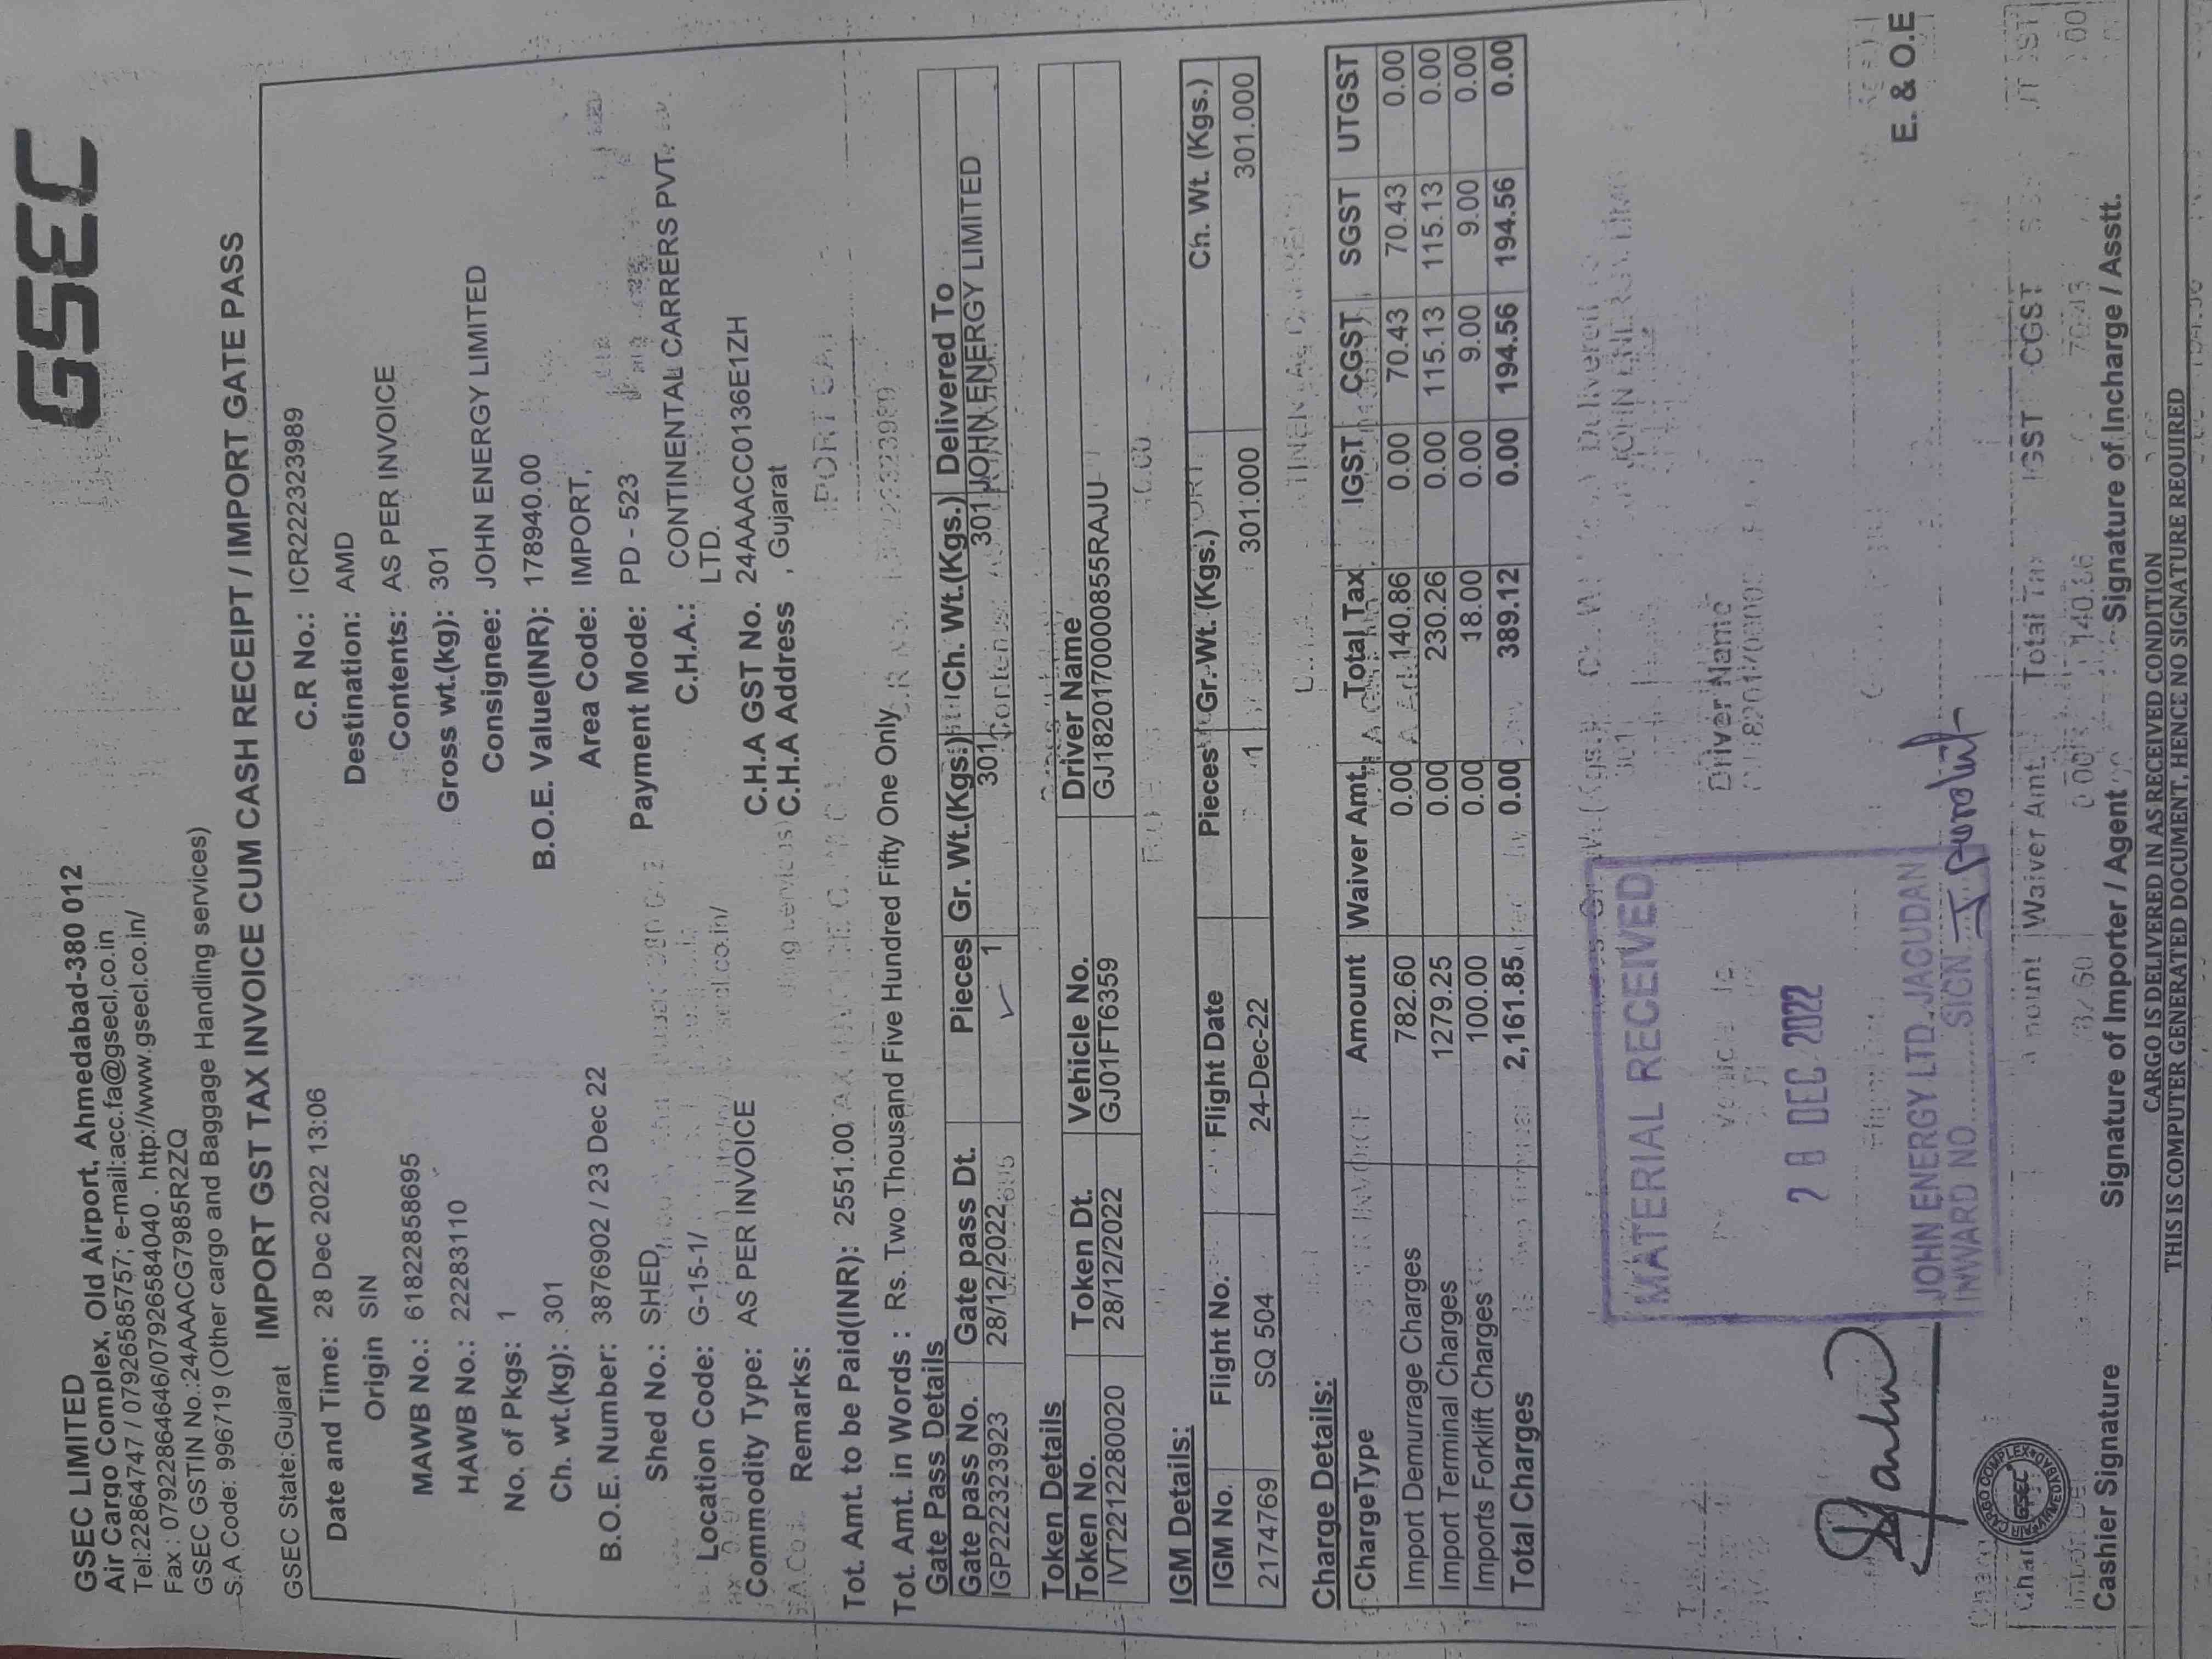 GSEC
GSEC LIMITED
Air Cargo Complex, Old Airport, Ahmedabad-380 012
Tel:22864747 / 07926585757; e-mail:acc.fa@gsecl.co.in
Fax : 07922864646/07926584040 . http://www.gsecl.co.in/
GSEC GSTIN No.:24AAACG7985R2ZQ
S.A Code: 996719 (Other cargo and Baggage Handling services)
GSEC State:Gujarat IMPORT GST TAX INVOICE CUM CASH RECEIPT / IMPORT GATE PASS
Date and Time: 28 Dec 2022 13:06 C.R No.: ICR222323989
Origin SIN Destination: AMD
MAWB No.: 61822858695 Contents: AS PER INVOICE
HAWB No.: 22283110 Gross wt.(kg): 301
No. of Pkgs: 1 Consignee: JOHN ENERGY LIMITED
Ch. wt.(kg): 301 B.O.E. Value(INR): 178940.00
B.O.E. Number: 3876902 / 23 Dec 22 Area Code: IMPORT,
Shed No.: SHED, Payment Mode: PD - 523
Location Code: G-15-1/ C.H.A.: CONTINENTAL CARRERS PVT.
LTD.
Commodity Type: AS PER INVOICE C.H.A GST No. 24AAACC0136E1ZH
Remarks: C.H.A Address , Gujarat
Tot. Amt. to be Paid(INR): 2551.00
Tot. Amt. in Words : Rs. Two Thousand Five Hundred Fifty One Only
Gate Pass Details
Gate pass No. Gate pass Dt. Pieces Gr. Wt.(Kgs.) Ch. Wt.(Kgs.) Delivered To
IGP222323923 28/12/2022 1 301 301 JOHN ENERGY LIMITED
Token Details
Token No. Token Dt. Vehicle No. Driver Name
IVT2212280020 28/12/2022 GJ01FT6359 GJ1820170000855RAJU
IGM Details:
IGM No. Flight No. Flight Date Pieces Gr. Wt. (Kgs.) Ch. Wt. (Kgs.)
2174769 SQ 504 24-Dec-22 1 301.000 301.000
Charge Details:
ChargeType Amount Waiver Amt. Total Tax IGST CGST SGST UTGST
Import Demurrage Charges 782.60 0.00 140.86 0.00 70.43 70.43 0.00
Import Terminal Charges 1279.25 0.00 230.26 0.00 115.13 115.13 0.00
Imports Forklift Charges 100.00 0.00 18.00 0.00 9.00 9.00 0.00
Total Charges 2,161.85 0.00 389.12 0.00 194.56 194.56 0.00
MATERIAL RECEIVED
28 DEC 2022
JOHN ENERGY LTD. JAGUDAN
INWARD NO..........SIGN
E. & O.E
AIR CARGO COMPLEX
GSEC
AHMEDABAD
Cashier Signature Signature of Importer / Agent Signature of Incharge / Asstt.
CARGO IS DELIVERED IN AS RECEIVED CONDITION
THIS IS COMPUTER GENERATED DOCUMENT, HENCE NO SIGNATURE REQUIRED